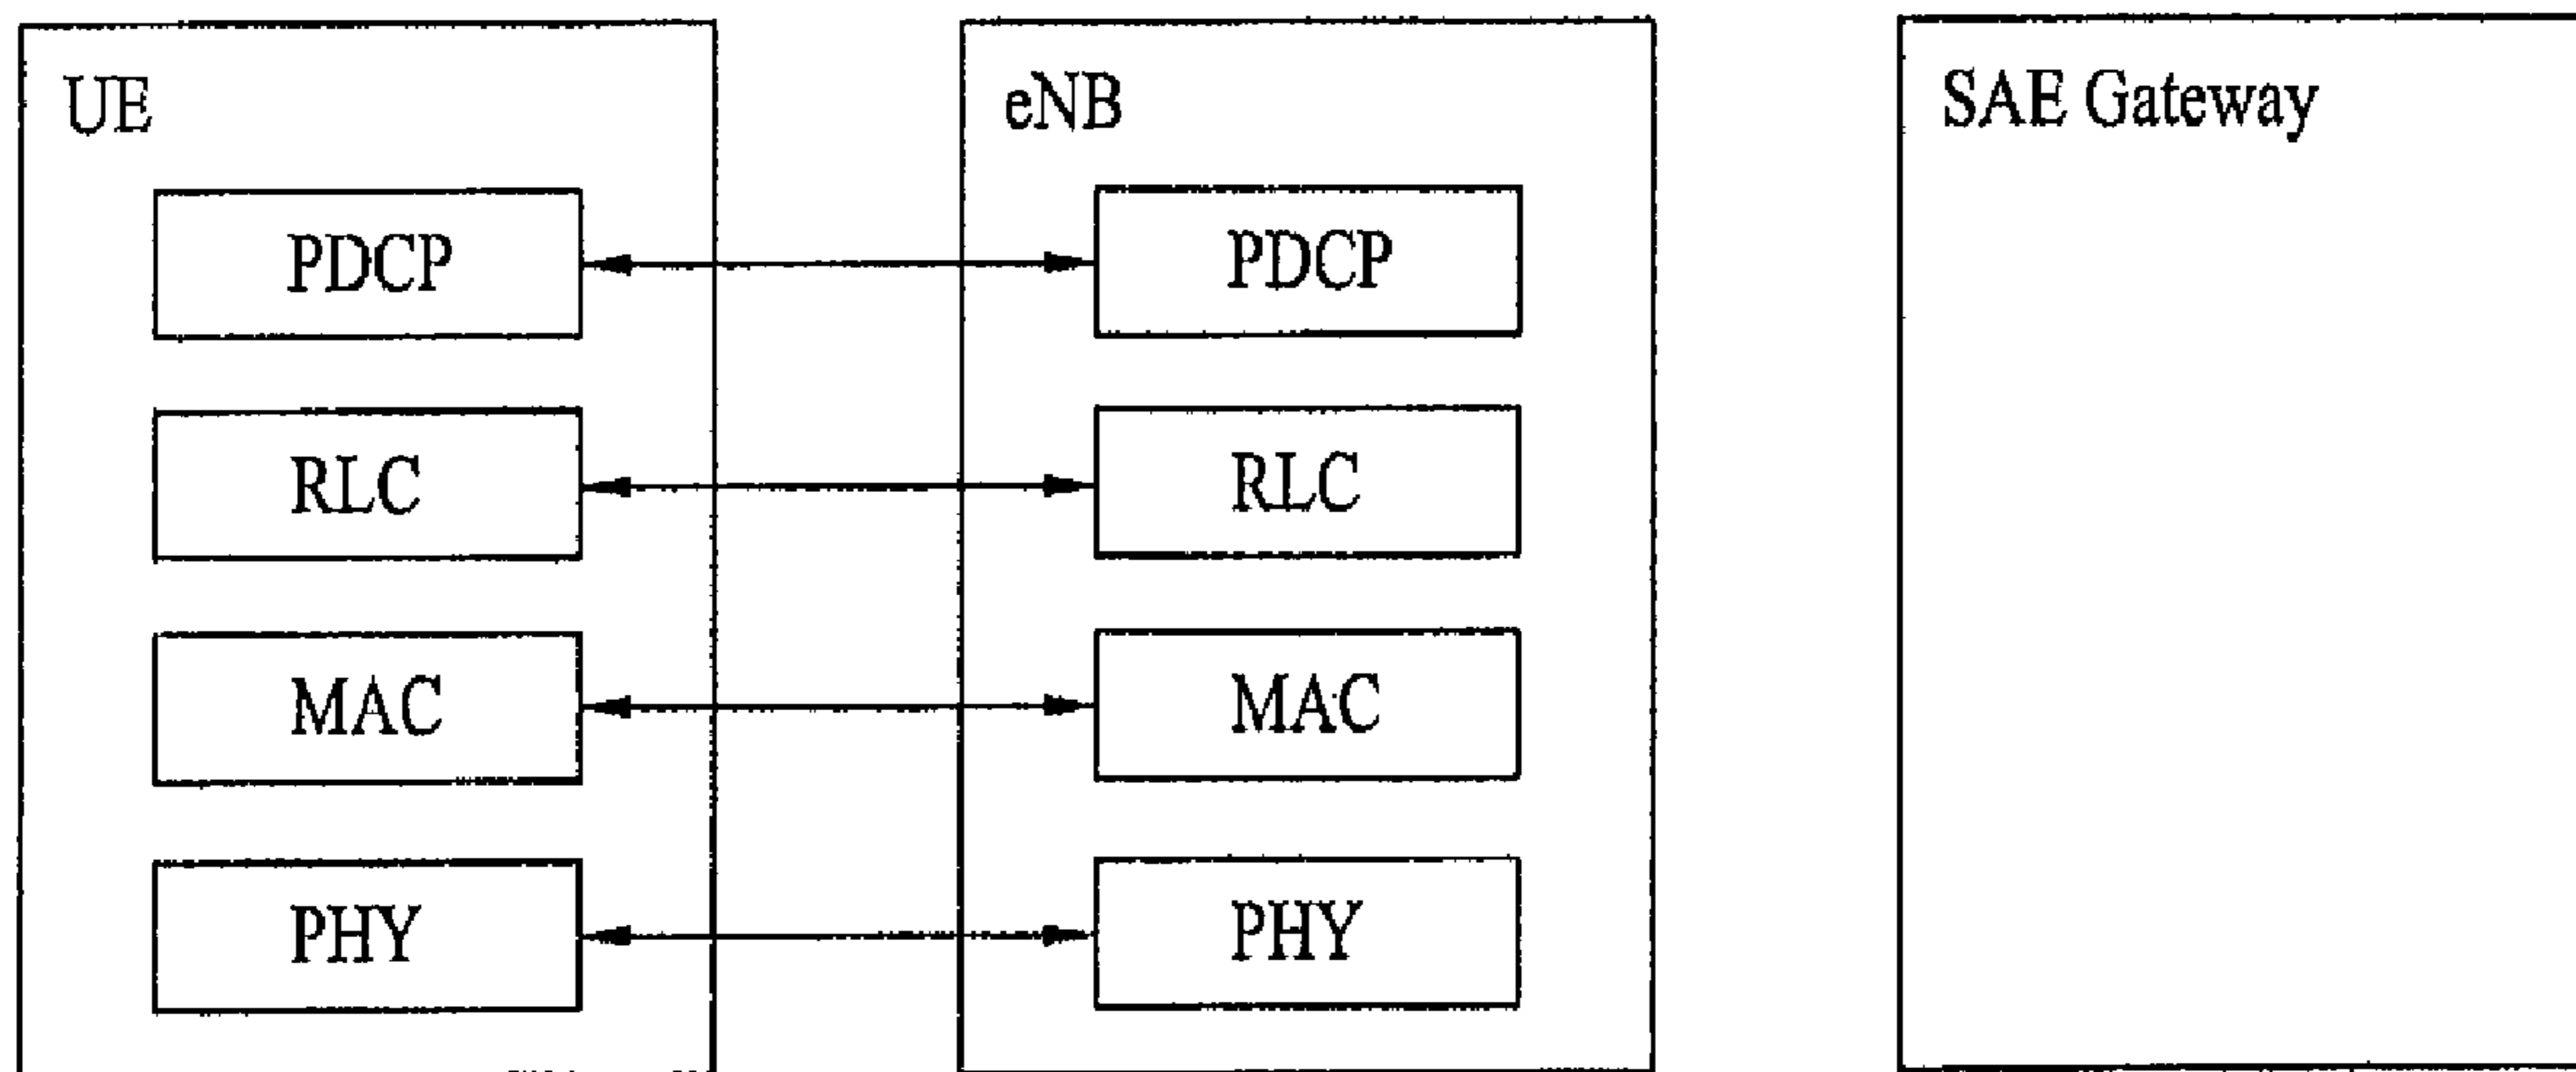 UE
eNB
SAE Gateway
PDCP
PDCP
RLC
RLC
MAC
MAC
PHY
PHY